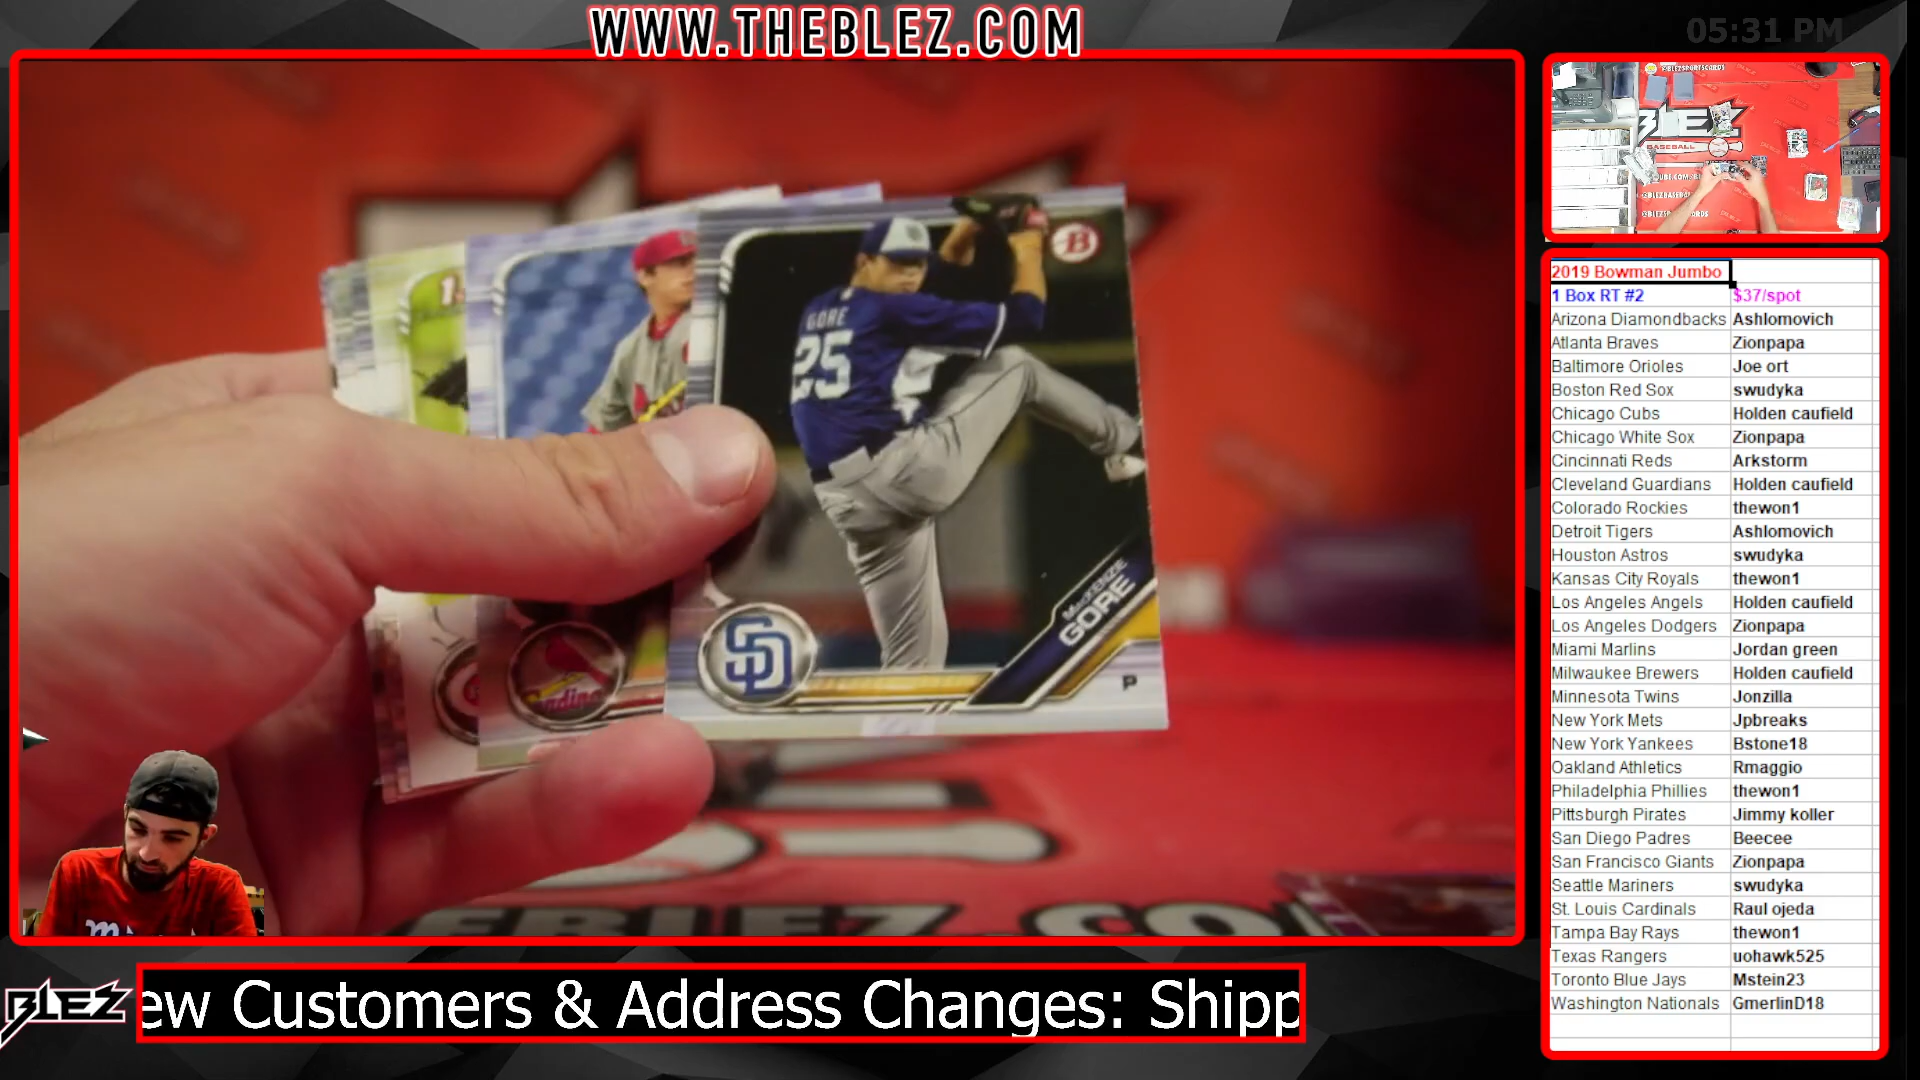 WWW.THEBLEZ.COM
05:31 PM
GORE
25
B
MacKENZIE
GORE
P
SD
Cardinals
1
BLEZ
BASEBALL
2019 Bowman Jumbo
1 Box RT #2 $37/spot
Arizona Diamondbacks Ashlomovich
Atlanta Braves Zionpapa
Baltimore Orioles Joe ort
Boston Red Sox swudyka
Chicago Cubs Holden caufield
Chicago White Sox Zionpapa
Cincinnati Reds Arkstorm
Cleveland Guardians Holden caufield
Colorado Rockies thewon1
Detroit Tigers Ashlomovich
Houston Astros swudyka
Kansas City Royals thewon1
Los Angeles Angels Holden caufield
Los Angeles Dodgers Zionpapa
Miami Marlins Jordan green
Milwaukee Brewers Holden caufield
Minnesota Twins Jonzilla
New York Mets Jpbreaks
New York Yankees Bstone18
Oakland Athletics Rmaggio
Philadelphia Phillies thewon1
Pittsburgh Pirates Jimmy koller
San Diego Padres Beecee
San Francisco Giants Zionpapa
Seattle Mariners swudyka
St. Louis Cardinals Raul ojeda
Tampa Bay Rays thewon1
Texas Rangers uohawk525
Toronto Blue Jays Mstein23
Washington Nationals GmerlinD18
BLEZ
ew Customers & Address Changes: Shipp